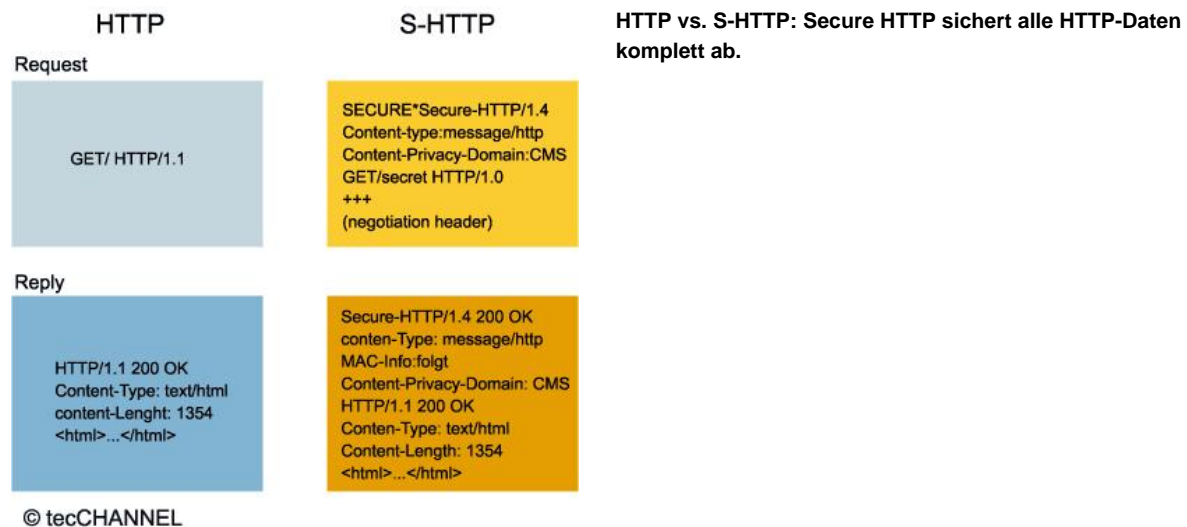 HTTP
S-HTTP
HTTP vs. S-HTTP: Secure HTTP sichert alle HTTP-Daten
komplett ab.
Request
GET/ HTTP/1.1
SECURE*Secure-HTTP/1.4
Content-type:message/http
Content-Privacy-Domain:CMS
GET/secret HTTP/1.0
+++
(negotiation header)
Reply
HTTP/1.1 200 OK
Content-Type: text/html
content-Lenght: 1354
<html>...</html>
Secure-HTTP/1.4 200 OK
conten-Type: message/http
MAC-Info:folgt
Content-Privacy-Domain: CMS
HTTP/1.1 200 OK
Conten-Type: text/html
Content-Length: 1354
<html>...</html>
© tecCHANNEL